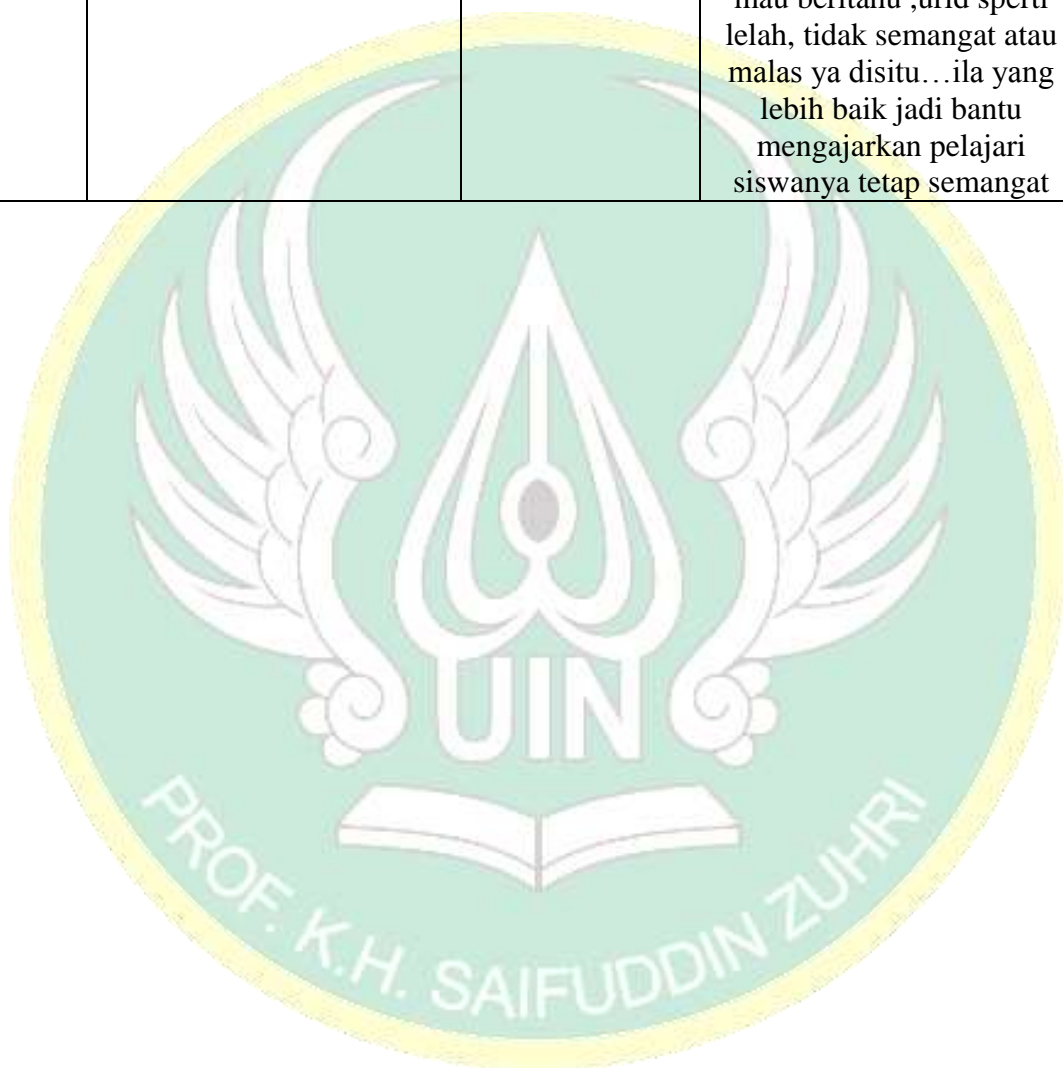 mau beritahu ,urid sperti
lelah, tidak semangat atau
malas ya disitu…ila yang
lebih baik jadi bantu
mengajarkan pelajari
siswanya tetap semangat
UIN
PROF. K.H. SAIFUDDIN ZUHRI